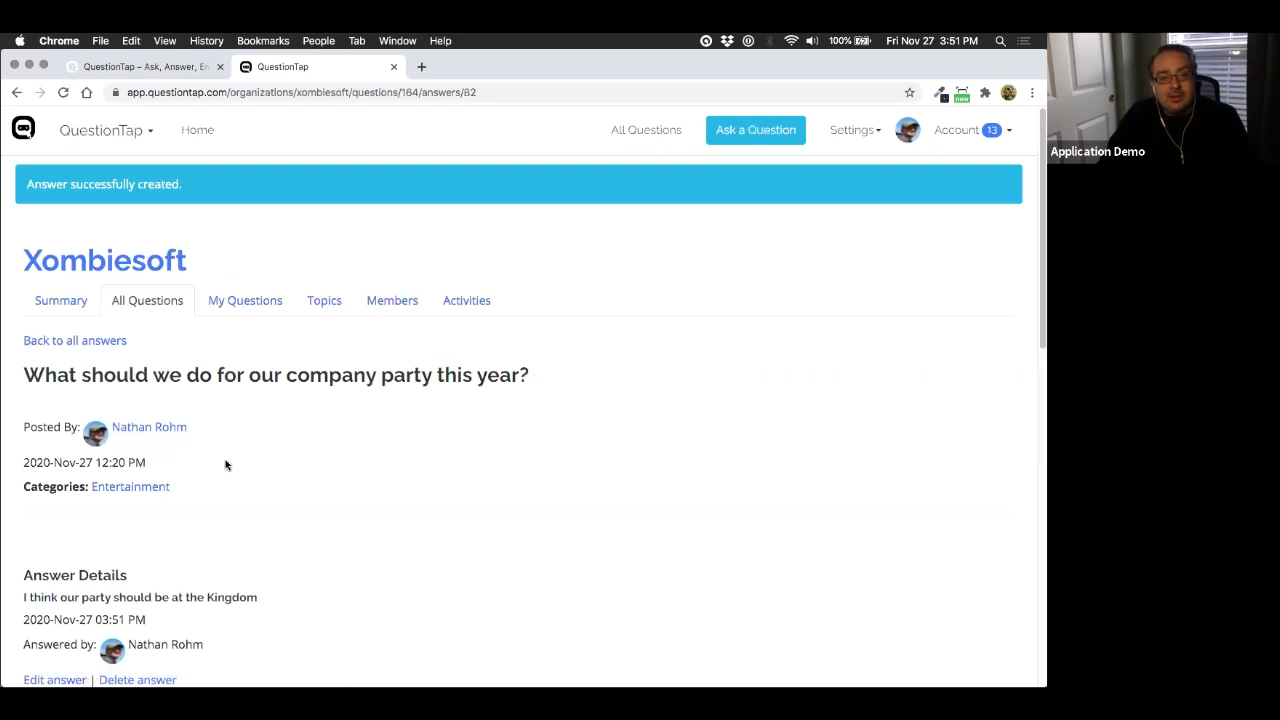 Chrome File Edit View History Bookmarks People Tab Window Help 100% Fri Nov 27 3:51 PM
QuestionTap – Ask, Answer, En × QuestionTap × +
app.questiontap.com/organizations/xombiesoft/questions/164/answers/82
new
QuestionTap Home All Questions Ask a Question Settings Account 13
Answer successfully created.
Xombiesoft
Summary All Questions My Questions Topics Members Activities
Back to all answers
What should we do for our company party this year?
Posted By: Nathan Rohm
2020-Nov-27 12:20 PM
Categories: Entertainment
Answer Details
I think our party should be at the Kingdom
2020-Nov-27 03:51 PM
Answered by: Nathan Rohm
Edit answer | Delete answer
Application Demo